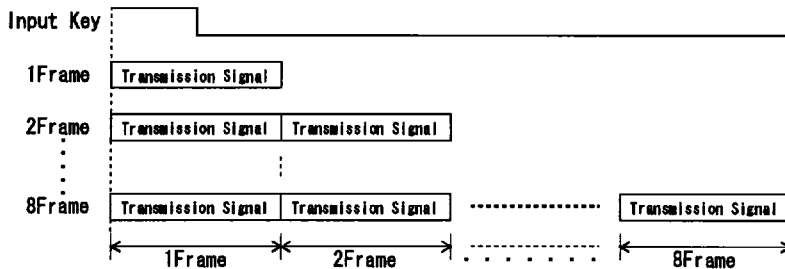 Input Key
1Frame Transmission Signal
2Frame Transmission Signal Transmission Signal
8Frame Transmission Signal Transmission Signal Transmission Signal
1Frame 2Frame 8Frame